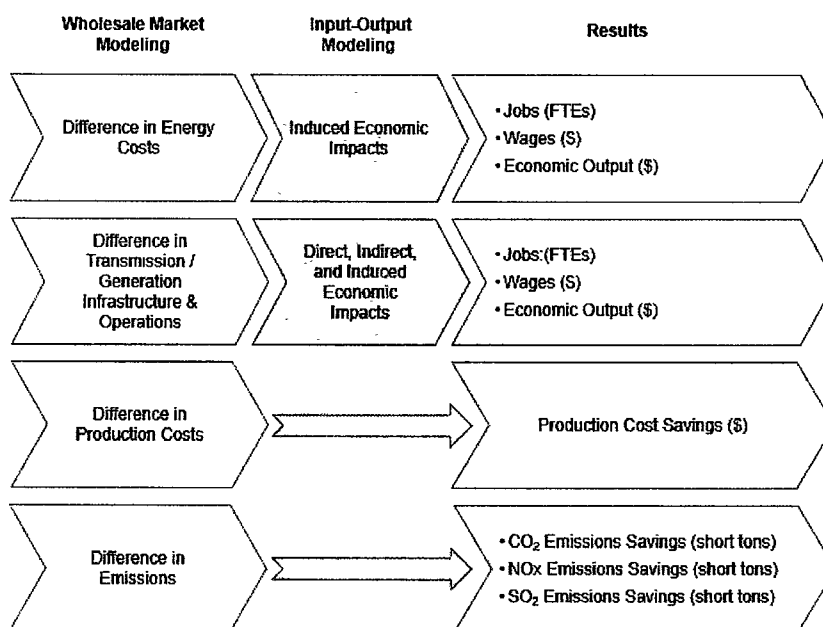 Wholesale Market
Modeling
Input-Output
Modeling
Results
Difference in Energy
Costs
Induced Economic
Impacts
• Jobs (FTEs)
• Wages ($)
• Economic Output ($)
Difference in
Transmission /
Generation
Infrastructure &
Operations
Direct, Indirect,
and Induced
Economic
Impacts
• Jobs:(FTEs)
• Wages ($)
• Economic Output ($)
Difference in
Production Costs
Production Cost Savings ($)
Difference in
Emissions
• CO₂ Emissions Savings (short tons)
• NOx Emissions Savings (short tons)
• SO₂ Emissions Savings (short tons)